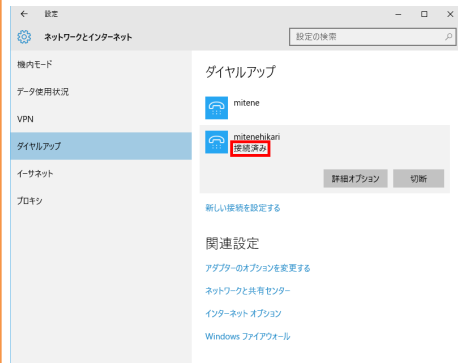 設定
ネットワークとインターネット
設定の検索
機内モード
データ使用状況
VPN
ダイヤルアップ
イーサネット
プロキシ
ダイヤルアップ
mitene
mitenehikari
接続済み
詳細オプション
切断
新しい接続を設定する
関連設定
アダプターのオプションを変更する
ネットワークと共有センター
インターネット オプション
Windows ファイアウォール